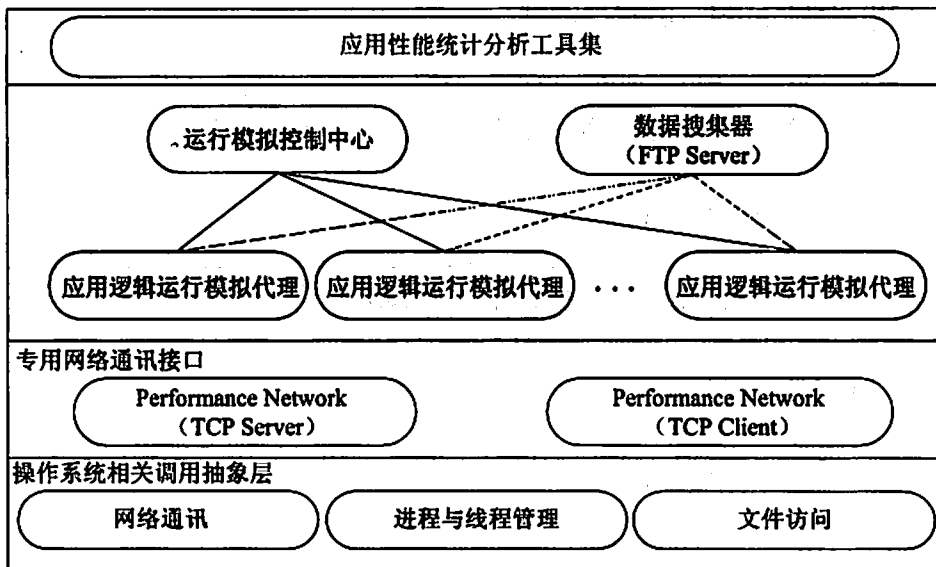 应用性能统计分析工具集
运行模拟控制中心
数据搜集器
（FTP Server）
应用逻辑运行模拟代理
应用逻辑运行模拟代理
· · ·
应用逻辑运行模拟代理
专用网络通讯接口
Performance Network
（TCP Server）
Performance Network
（TCP Client）
操作系统相关调用抽象层
网络通讯
进程与线程管理
文件访问